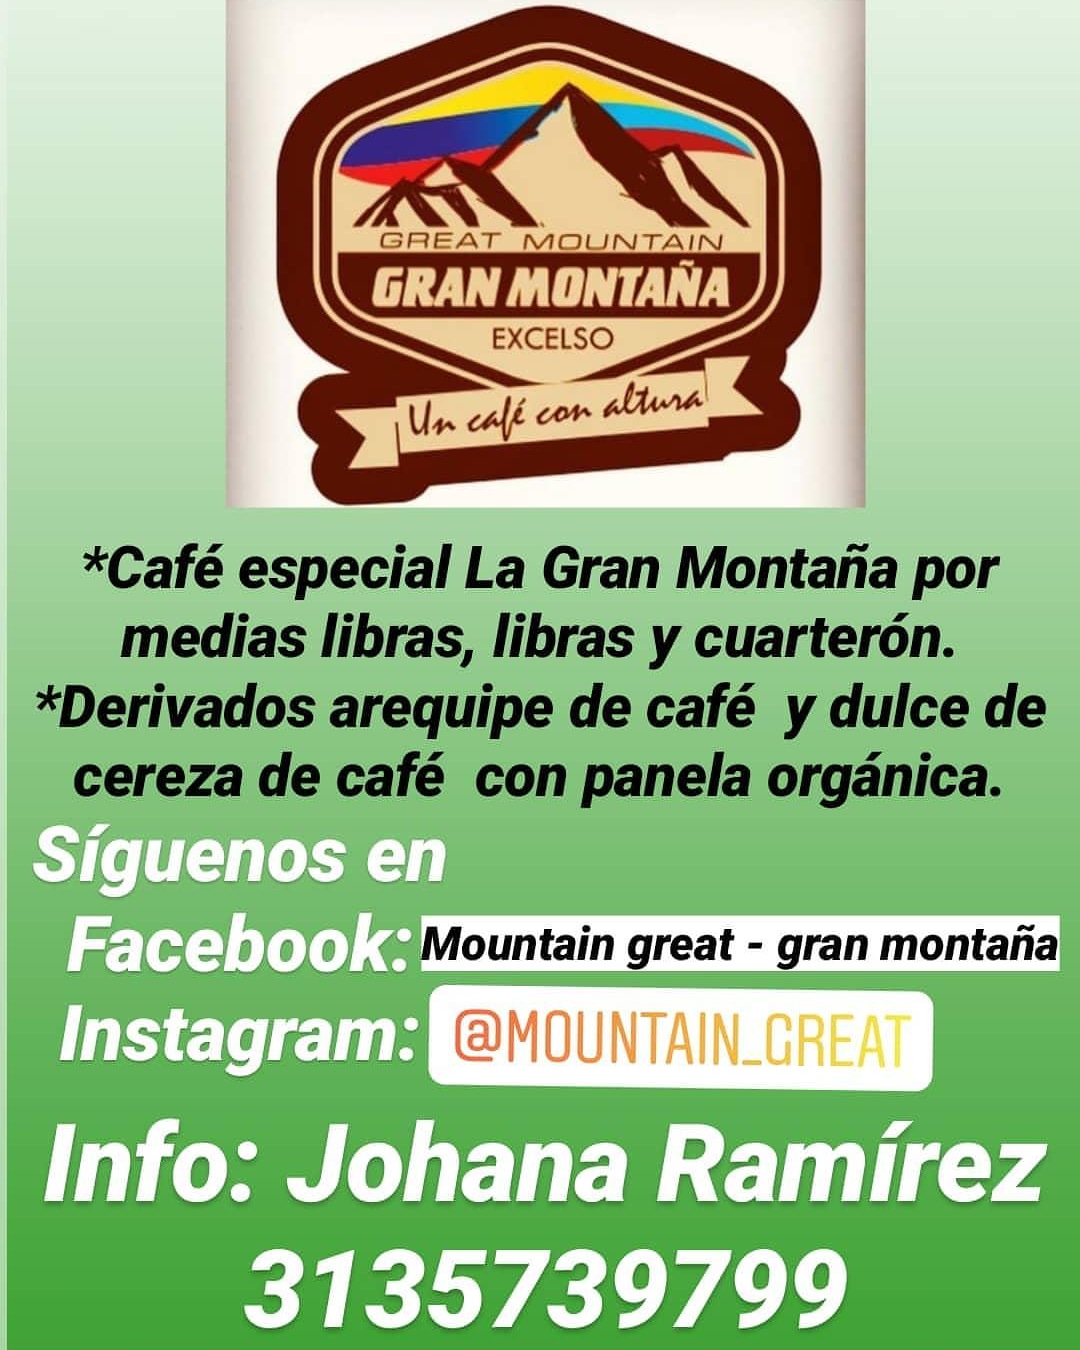 GREAT MOUNTAIN
GRAN MONTAÑA
EXCELSO
Un café con altura
*Café especial La Gran Montaña por
medias libras, libras y cuarterón.
*Derivados arequipe de café y dulce de
cereza de café con panela orgánica.
Síguenos en
Facebook: Mountain great - gran montaña
Instagram: @MOUNTAIN_GREAT
Info: Johana Ramírez
3135739799